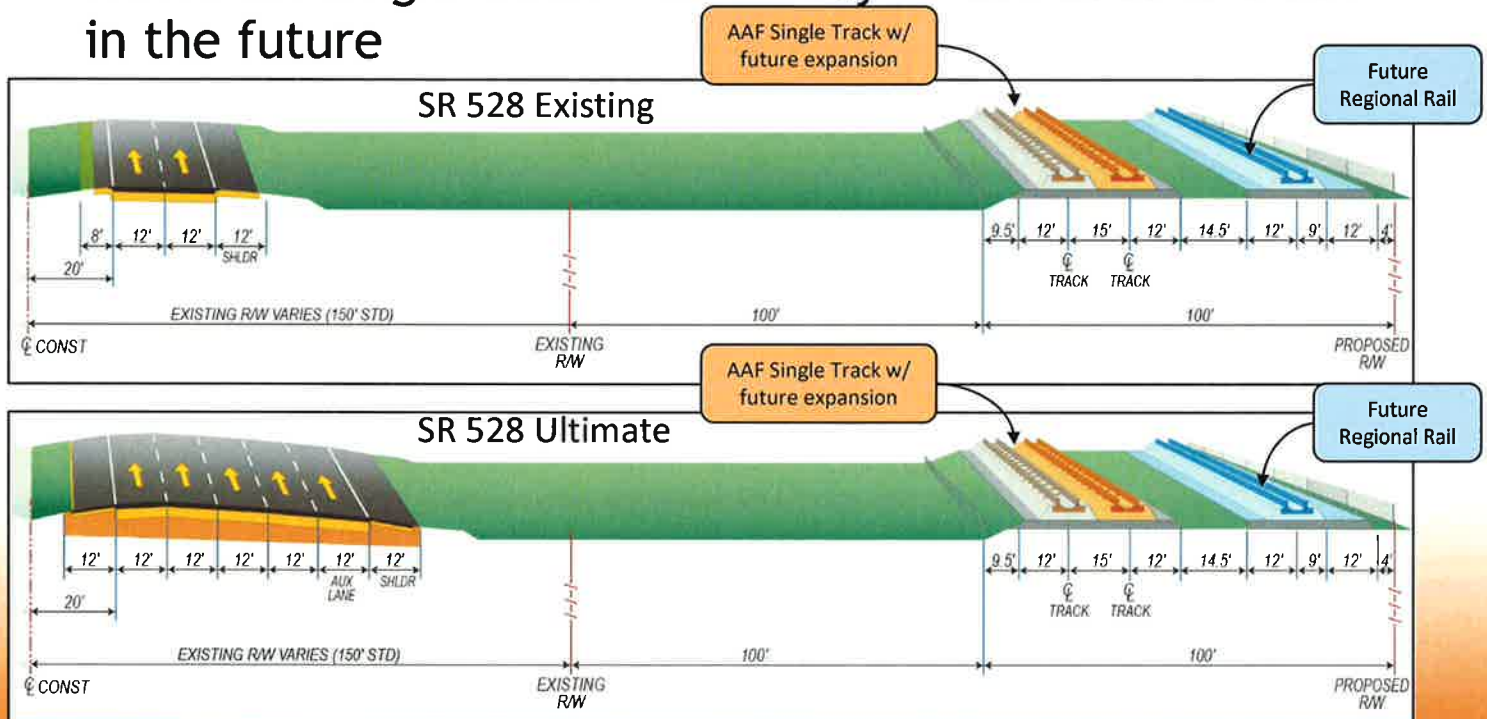 in the future
AAF Single Track w/
future expansion
Future
Regional Rail
SR 528 Existing
8' 12' 12' 12'
SHLDR
20'
9.5' 12' 15' 12' 14.5' 12' 9' 12' 4'
℄ ℄
TRACK TRACK
EXISTING R/W VARIES (150' STD) 100' 100'
℄ CONST EXISTING PROPOSED
R/W R/W
AAF Single Track w/
future expansion
Future
Regional Rail
SR 528 Ultimate
12' 12' 12' 12' 12' 12' 12'
AUX SHLDR
LANE
20'
9.5' 12' 15' 12' 14.5' 12' 9' 12' 4'
℄ ℄
TRACK TRACK
EXISTING R/W VARIES (150' STD) 100' 100'
℄ CONST EXISTING PROPOSED
R/W R/W